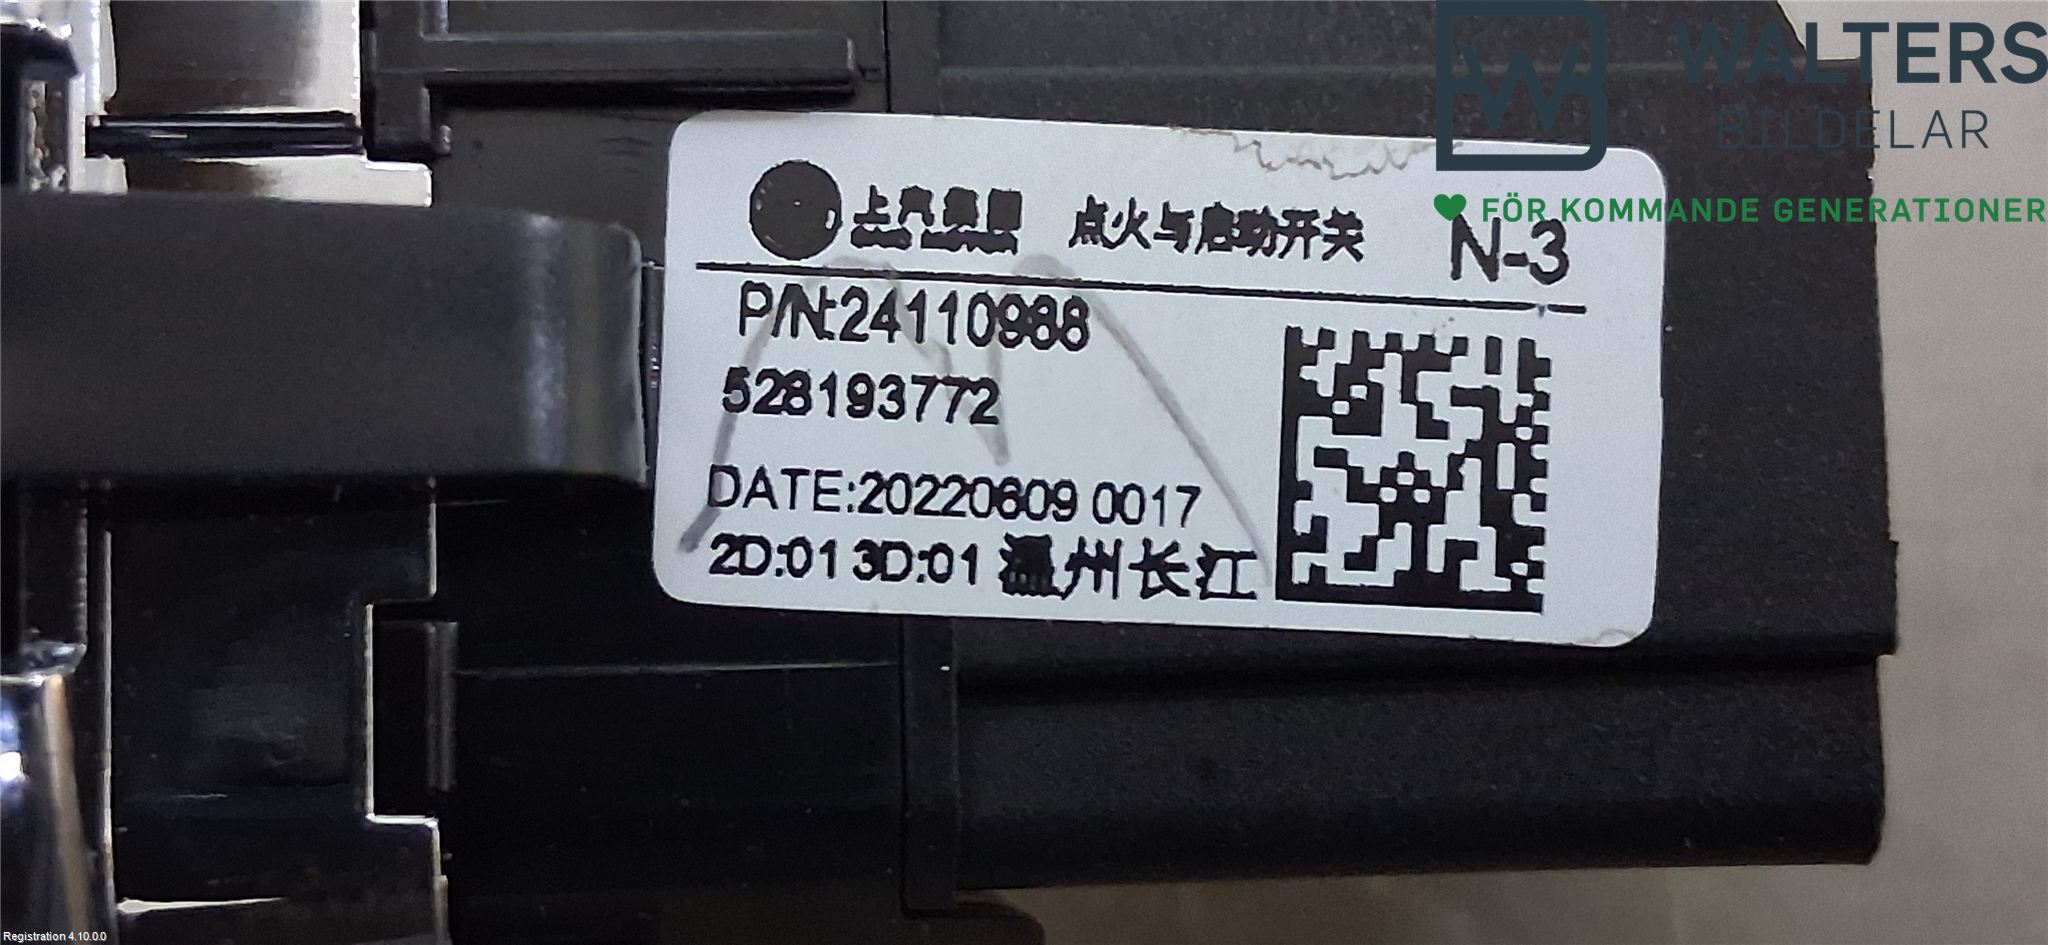 WALTERS
BILDELAR
FÖR KOMMANDE GENERATIONER
上汽集团 点火与启动开关 N-3
P/N:24110988
528193772
DATE:20220609 0017
2D:01 3D:01 温州长江
Registration 4.10.0.0